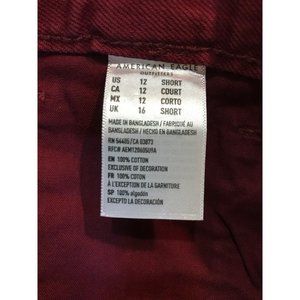 AMERICAN EAGLE
OUTFITTERS
US 12 SHORT
CA 12 COURT
MX 12 CORTO
UK 16 SHORT
MADE IN BANGLADESH / FABRIQUÉ AU
BANGLADESH / HECHO EN BANGLADESH
RN 54485/CA 03873
RFC# AEM1206056Y9A
EN 100% COTTON
EXCLUSIVE OF DECORATION
FR 100% COTON
À L'EXCEPTION DE LA GARNITURE
SP 100% algodón
EXCEPTO LA DECORACIÓN